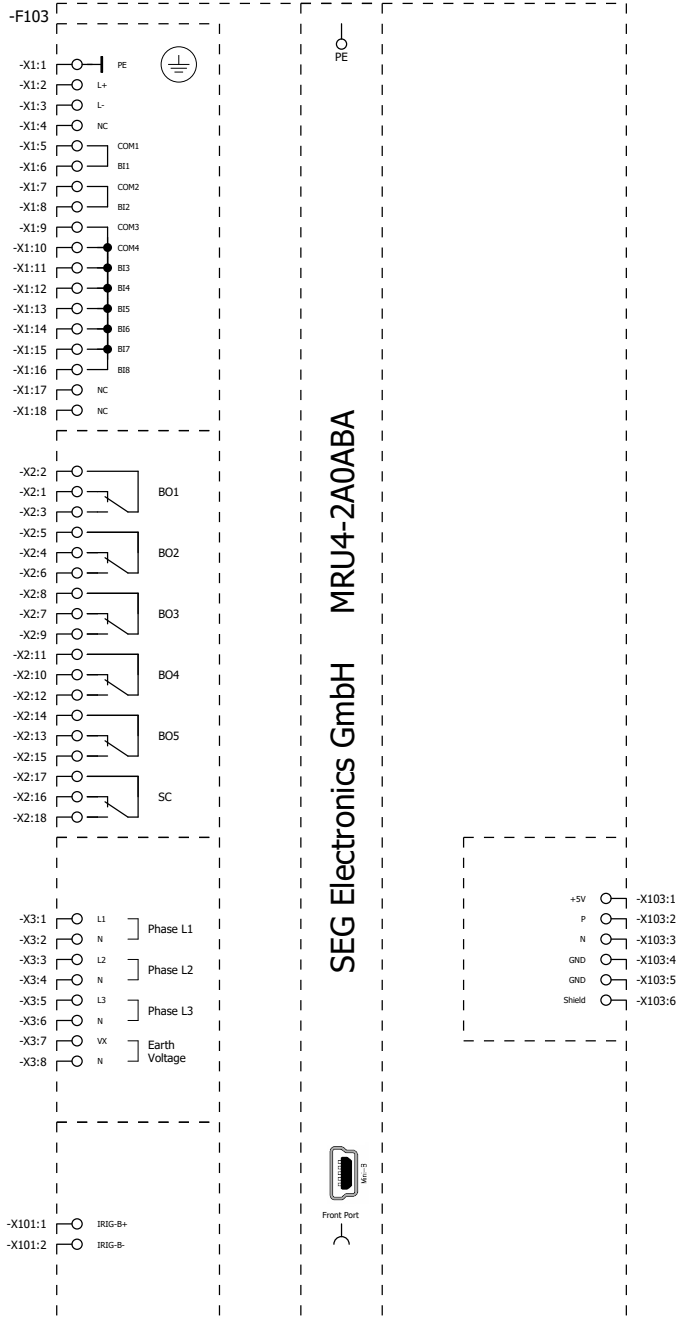 -F103
PE
-X1:1 PE
-X1:2 L+
-X1:3 L-
-X1:4 NC
-X1:5 COM1
-X1:6 BI1
-X1:7 COM2
-X1:8 BI2
-X1:9 COM3
-X1:10 COM4
-X1:11 BI3
-X1:12 BI4
-X1:13 BI5
-X1:14 BI6
-X1:15 BI7
-X1:16 BI8
-X1:17 NC
-X1:18 NC
-X2:2
-X2:1 BO1
-X2:3
-X2:5
-X2:4 BO2
-X2:6
-X2:8
-X2:7 BO3
-X2:9
-X2:11
-X2:10 BO4
-X2:12
-X2:14
-X2:13 BO5
-X2:15
-X2:17
-X2:16 SC
-X2:18
-X3:1 L1
Phase L1
-X3:2 N
-X3:3 L2
Phase L2
-X3:4 N
-X3:5 L3
Phase L3
-X3:6 N
-X3:7 VX
Earth
Voltage
-X3:8 N
-X101:1 IRIG-B+
-X101:2 IRIG-B-
SEG Electronics GmbH MRU4-2A0ABA
Mini-B
Front Port
+5V -X103:1
P -X103:2
N -X103:3
GND -X103:4
GND -X103:5
Shield -X103:6